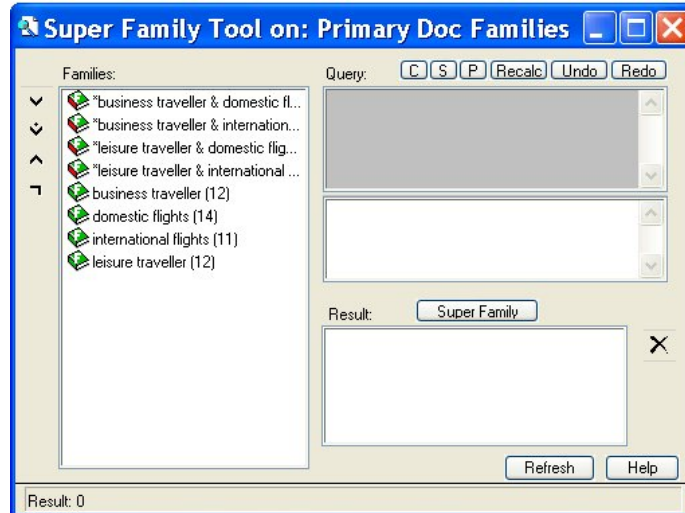 Super Family Tool on: Primary Doc Families
Families:
*business traveller & domestic fl...
*business traveller & internation...
*leisure traveller & domestic flig...
*leisure traveller & international ...
business traveller (12)
domestic flights (14)
international flights (11)
leisure traveller (12)
Query: C S P Recalc Undo Redo
Result: Super Family
Refresh Help
Result: 0